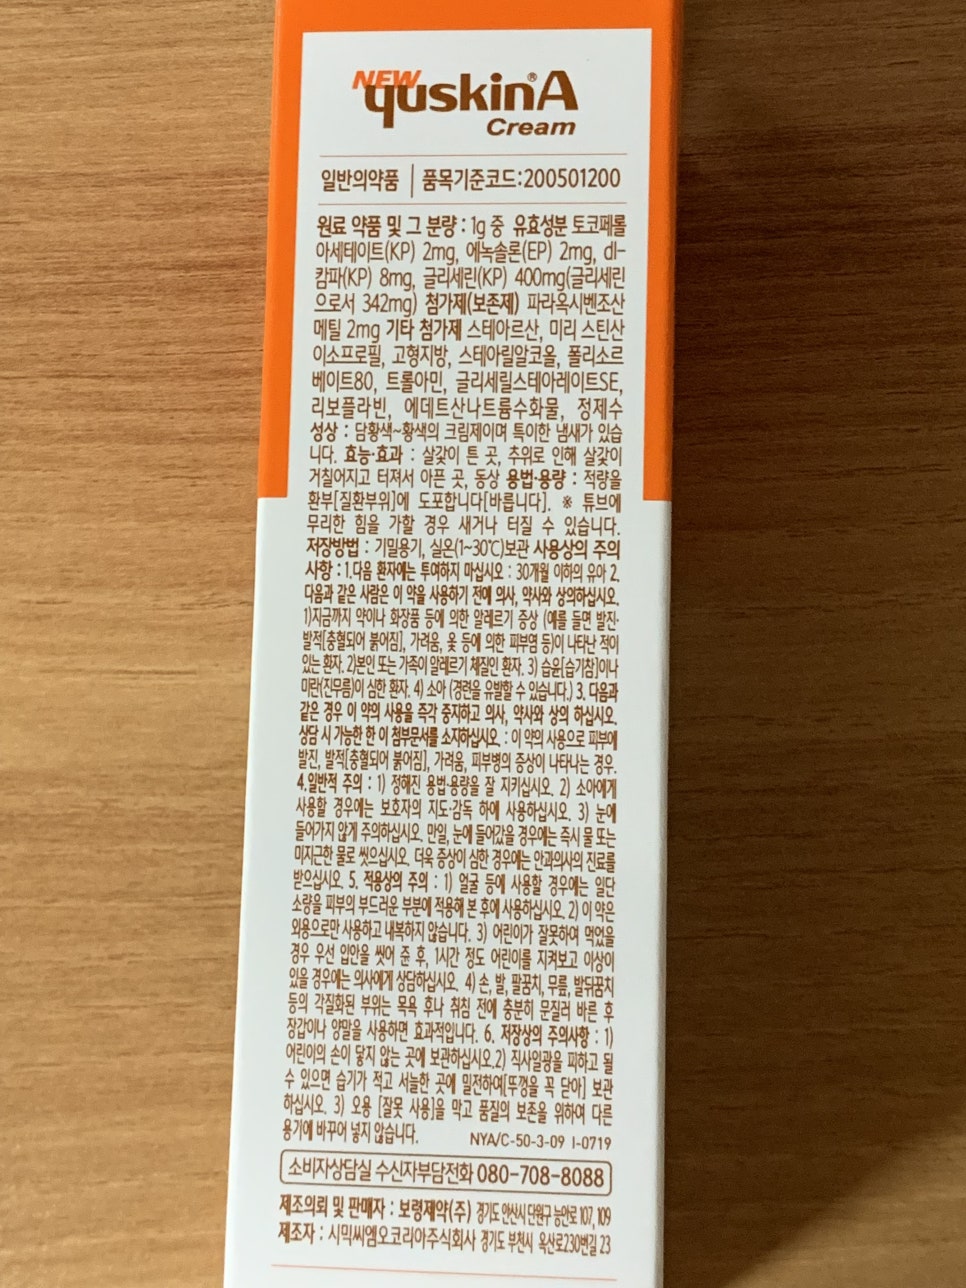 NEW
yuskin®A
Cream
일반의약품 | 품목기준코드:200501200
원료 약품 및 그 분량 : 1g 중 유효성분 토코페롤
아세테이트(KP) 2mg, 에녹솔론(EP) 2mg, dl-
캄파(KP) 8mg, 글리세린(KP) 400mg(글리세린
으로서 342mg) 첨가제(보존제) 파라옥시벤조산
메틸 2mg 기타 첨가제 스테아르산, 미리 스틴산
이소프로필, 고형지방, 스테아릴알코올, 폴리소르
베이트80, 트롤아민, 글리세릴스테아레이트SE,
리보플라빈, 에데트산나트륨수화물, 정제수
성상 : 담황색~황색의 크림제이며 특이한 냄새가 있습
니다. 효능·효과 : 살갗이 튼 곳, 추위로 인해 살갗이
거칠어지고 터져서 아픈 곳, 동상 용법·용량 : 적량을
환부[질환부위]에 도포합니다[바릅니다]. ※ 튜브에
무리한 힘을 가할 경우 새거나 터질 수 있습니다.
저장방법 : 기밀용기, 실온(1~30℃)보관 사용상의 주의
사항 : 1.다음 환자에는 투여하지 마십시오 : 30개월 이하의 유아 2.
다음과 같은 사람은 이 약을 사용하기 전에 의사, 약사와 상의하십시오.
1)지금까지 약이나 화장품 등에 의한 알레르기 증상 (예를 들면 발진·
발적[충혈되어 붉어짐], 가려움, 옻 등에 의한 피부염 등)이 나타난 적이
있는 환자. 2)본인 또는 가족이 알레르기 체질인 환자. 3) 습윤[습기참]이나
미란(진무름)이 심한 환자. 4) 소아 (경련을 유발할 수 있습니다.) 3. 다음과
같은 경우 이 약의 사용을 즉각 중지하고 의사, 약사와 상의 하십시오.
상담 시 가능한 한 이 첨부문서를 소지하십시오. : 이 약의 사용으로 피부에
발진, 발적[충혈되어 붉어짐], 가려움, 피부병의 증상이 나타나는 경우.
4.일반적 주의 : 1) 정해진 용법·용량을 잘 지키십시오. 2) 소아에게
사용할 경우에는 보호자의 지도·감독 하에 사용하십시오. 3) 눈에
들어가지 않게 주의하십시오. 만일, 눈에 들어갔을 경우에는 즉시 물 또는
미지근한 물로 씻으십시오. 더욱 증상이 심한 경우에는 안과의사의 진료를
받으십시오. 5. 적용상의 주의 : 1) 얼굴 등에 사용할 경우에는 일단
소량을 피부의 부드러운 부분에 적용해 본 후에 사용하십시오. 2) 이 약은
외용으로만 사용하고 내복하지 않습니다. 3) 어린이가 잘못하여 먹었을
경우 우선 입안을 씻어 준 후, 1시간 정도 어린이를 지켜보고 이상이
있을 경우에는 의사에게 상담하십시오. 4) 손, 발, 팔꿈치, 무릎, 발뒤꿈치
등의 각질화된 부위는 목욕 후나 취침 전에 충분히 문질러 바른 후
장갑이나 양말을 사용하면 효과적입니다. 6. 저장상의 주의사항 : 1)
어린이의 손이 닿지 않는 곳에 보관하십시오.2) 직사일광을 피하고 될
수 있으면 습기가 적고 서늘한 곳에 밀전하여[뚜껑을 꼭 닫아] 보관
하십시오. 3) 오용 [잘못 사용]을 막고 품질의 보존을 위하여 다른
용기에 바꾸어 넣지 않습니다. NYA/C-50-3-09 I-0719
소비자상담실 수신자부담전화 080-708-8088
제조의뢰 및 판매자 : 보령제약(주) 경기도 안산시 단원구 능안로 107, 109
제조자 : 시믹씨엠오코리아주식회사 경기도 부천시 옥산로230번길 23